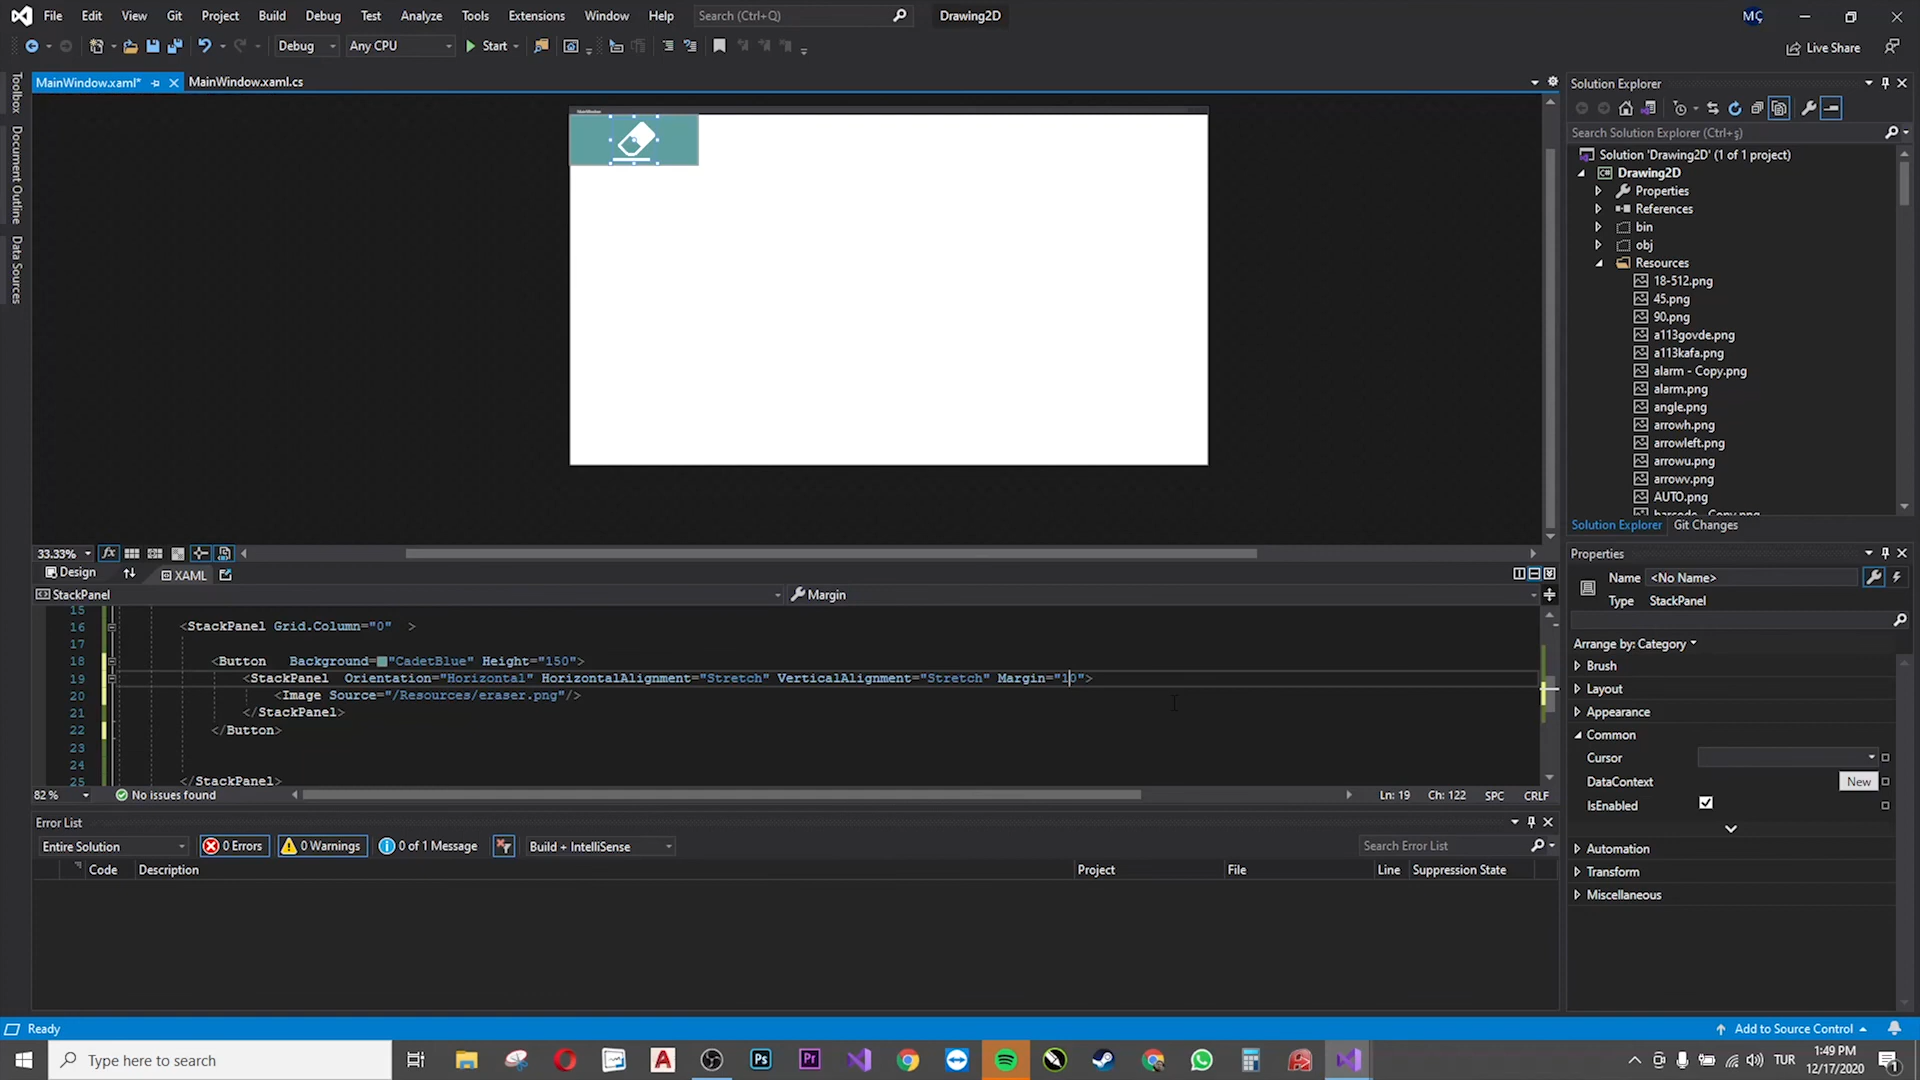 File Edit View Git Project Build Debug Test Analyze Tools Extensions Window Help Search (Ctrl+Q) Drawing2D MÇ
Debug Any CPU Start Live Share
MainWindow.xaml* MainWindow.xaml.cs
Toolbox
Document Outline
Data Sources
33.33%
Design XAML
StackPanel Margin
15
16 <StackPanel Grid.Column="0" >
17
18 <Button Background="CadetBlue" Height="150">
19 <StackPanel Orientation="Horizontal" HorizontalAlignment="Stretch" VerticalAlignment="Stretch" Margin="10">
20 <Image Source="/Resources/eraser.png"/>
21 </StackPanel>
22 </Button>
23
24
25 </StackPanel>
82 % No issues found Ln: 19 Ch: 122 SPC CRLF
Error List
Entire Solution 0 Errors 0 Warnings 0 of 1 Message Build + IntelliSense Search Error List
Code Description Project File Line Suppression State
Solution Explorer
Search Solution Explorer (Ctrl+ş)
Solution 'Drawing2D' (1 of 1 project)
C# Drawing2D
Properties
References
bin
obj
Resources
18-512.png
45.png
90.png
a113govde.png
a113kafa.png
alarm - Copy.png
alarm.png
angle.png
arrowh.png
arrowleft.png
arrowu.png
arrowv.png
AUTO.png
barcode - Copy.png
Solution Explorer Git Changes
Properties
Name <No Name>
Type StackPanel
Arrange by: Category
Brush
Layout
Appearance
Common
Cursor
DataContext New
IsEnabled
Automation
Transform
Miscellaneous
Ready Add to Source Control
Type here to search Ps Pr TUR 1:49 PM
12/17/2020